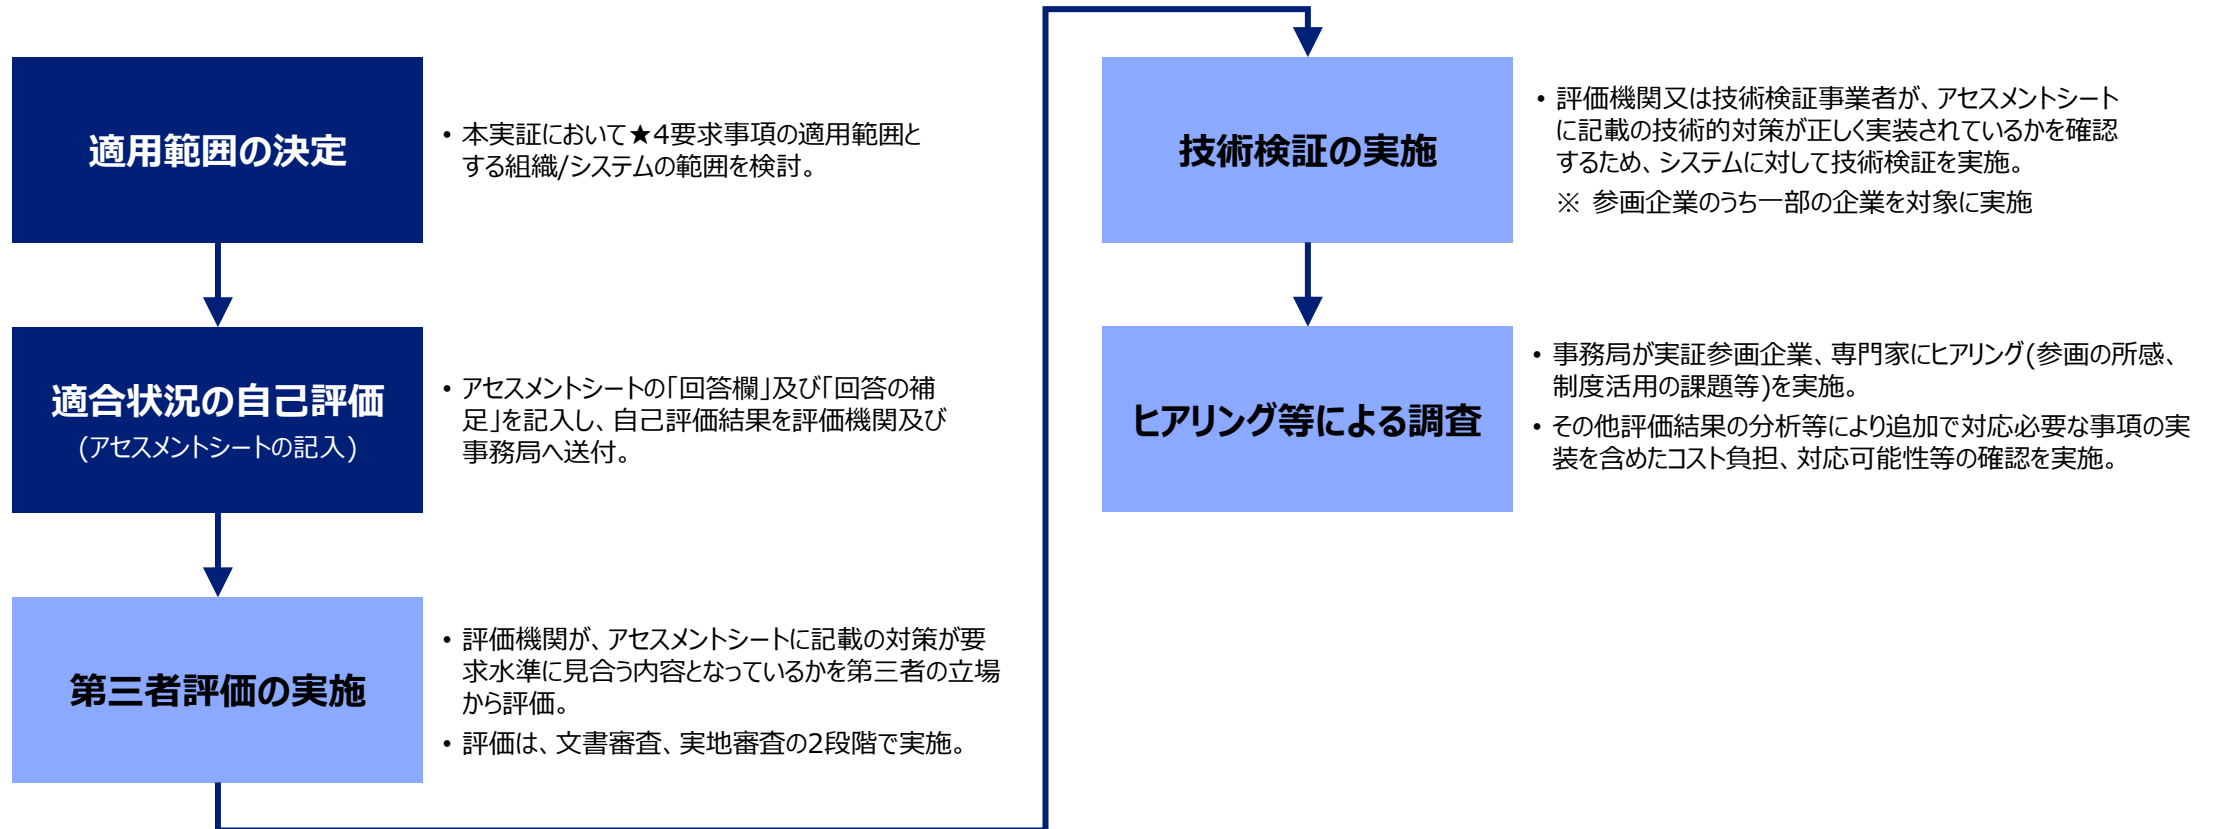 適用範囲の決定
• 本実証において★4要求事項の適用範囲と
する組織/システムの範囲を検討。
適合状況の自己評価
(アセスメントシートの記入)
• アセスメントシートの「回答欄」及び「回答の補
足」を記入し、自己評価結果を評価機関及び
事務局へ送付。
第三者評価の実施
• 評価機関が、アセスメントシートに記載の対策が要
求水準に見合う内容となっているかを第三者の立場
から評価。
• 評価は、文書審査、実地審査の2段階で実施。
技術検証の実施
• 評価機関又は技術検証事業者が、アセスメントシート
に記載の技術的対策が正しく実装されているかを確認
するため、システムに対して技術検証を実施。
※ 参画企業のうち一部の企業を対象に実施
ヒアリング等による調査
• 事務局が実証参画企業、専門家にヒアリング(参画の所感、
制度活用の課題等)を実施。
• その他評価結果の分析等により追加で対応必要な事項の実
装を含めたコスト負担、対応可能性等の確認を実施。